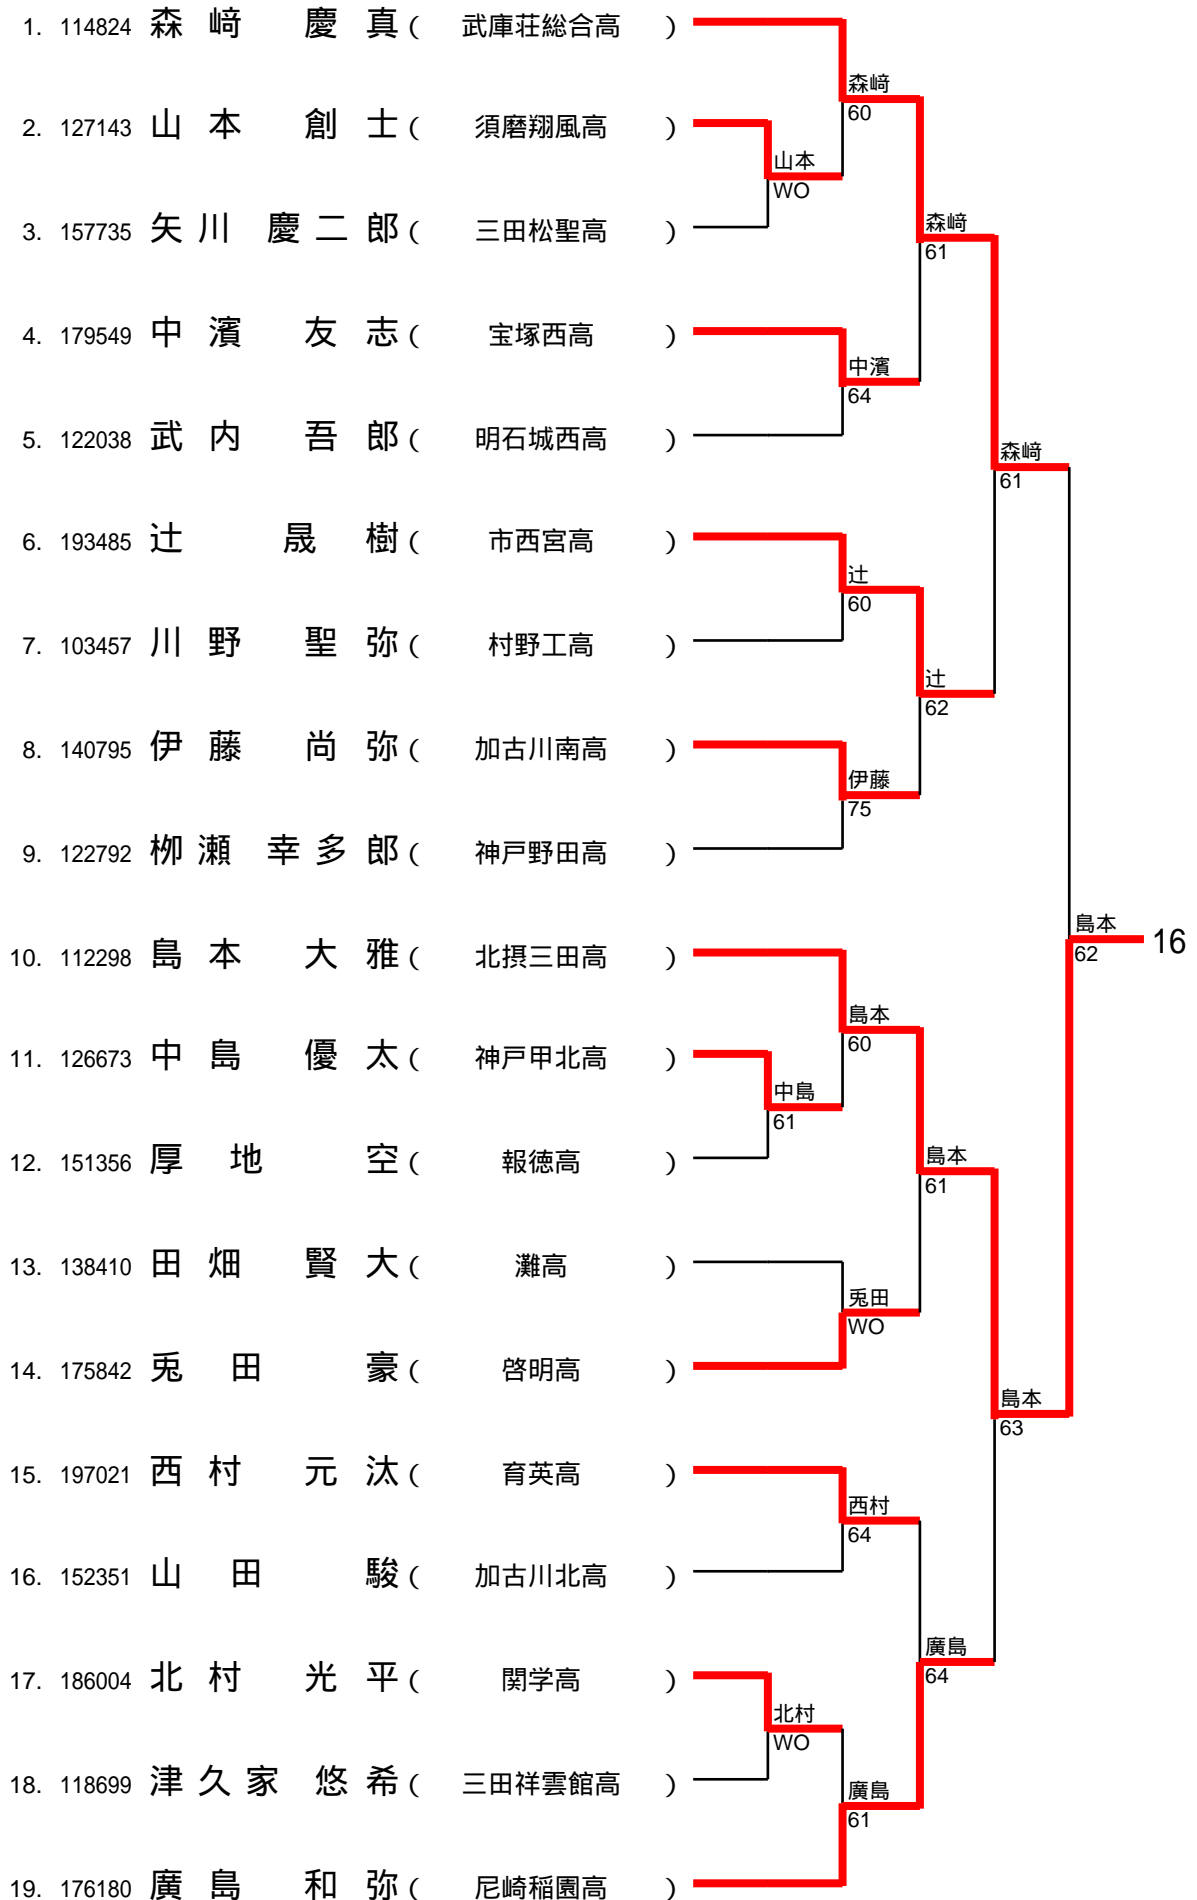 1. 114824 森﨑 慶真 ( 武庫荘総合高 )
森﨑
60
2. 127143 山本 創士 ( 須磨翔風高 )
山本
WO
3. 157735 矢川 慶二郎 ( 三田松聖高 )
森﨑
61
4. 179549 中濱 友志 ( 宝塚西高 )
中濱
64
5. 122038 武内 吾郎 ( 明石城西高 )
森﨑
61
6. 193485 辻 晟樹 ( 市西宮高 )
辻
60
7. 103457 川野 聖弥 ( 村野工高 )
辻
62
8. 140795 伊藤 尚弥 ( 加古川南高 )
伊藤
75
9. 122792 栁瀬 幸多郎 ( 神戸野田高 )
島本
62
16
10. 112298 島本 大雅 ( 北摂三田高 )
島本
60
11. 126673 中島 優太 ( 神戸甲北高 )
中島
61
12. 151356 厚地 空 ( 報徳高 )
島本
61
13. 138410 田畑 賢大 ( 灘高 )
兎田
WO
14. 175842 兎田 豪 ( 啓明高 )
島本
63
15. 197021 西村 元汰 ( 育英高 )
西村
64
16. 152351 山田 駿 ( 加古川北高 )
廣島
64
17. 186004 北村 光平 ( 関学高 )
北村
WO
18. 118699 津久家 悠希 ( 三田祥雲館高 )
廣島
61
19. 176180 廣島 和弥 ( 尼崎稲園高 )